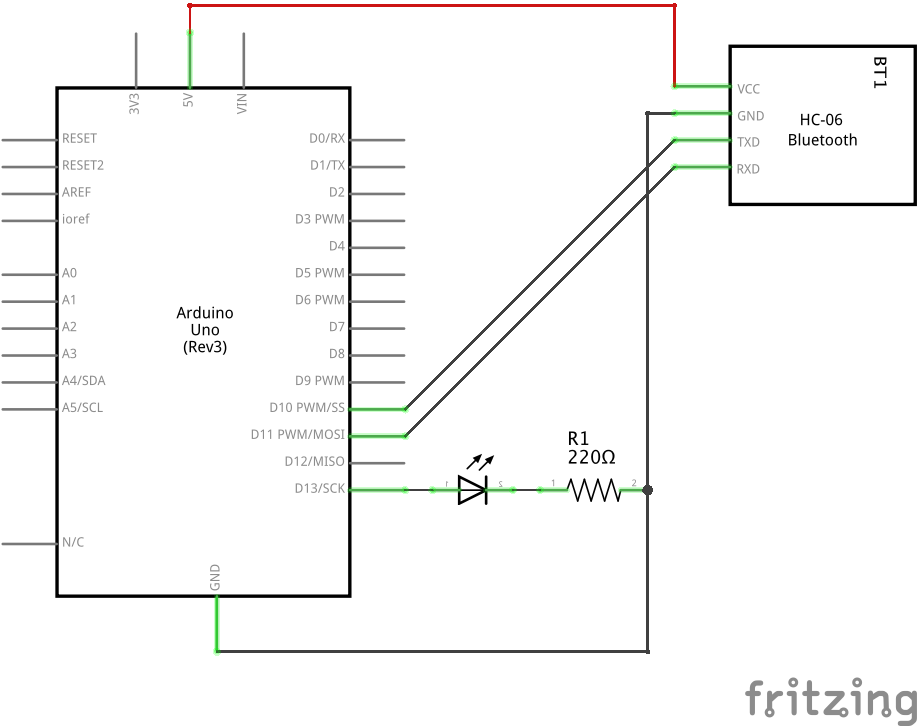 3V3
5V
VIN
RESET
RESET2
AREF
ioref
A0
A1
A2
A3
A4/SDA
A5/SCL
N/C
Arduino
Uno
(Rev3)
D0/RX
D1/TX
D2
D3 PWM
D4
D5 PWM
D6 PWM
D7
D8
D9 PWM
D10 PWM/SS
D11 PWM/MOSI
D12/MISO
D13/SCK
GND
1
2
R1
220Ω
1
2
BT1
VCC
GND
TXD
RXD
HC-06
Bluetooth
fritzing